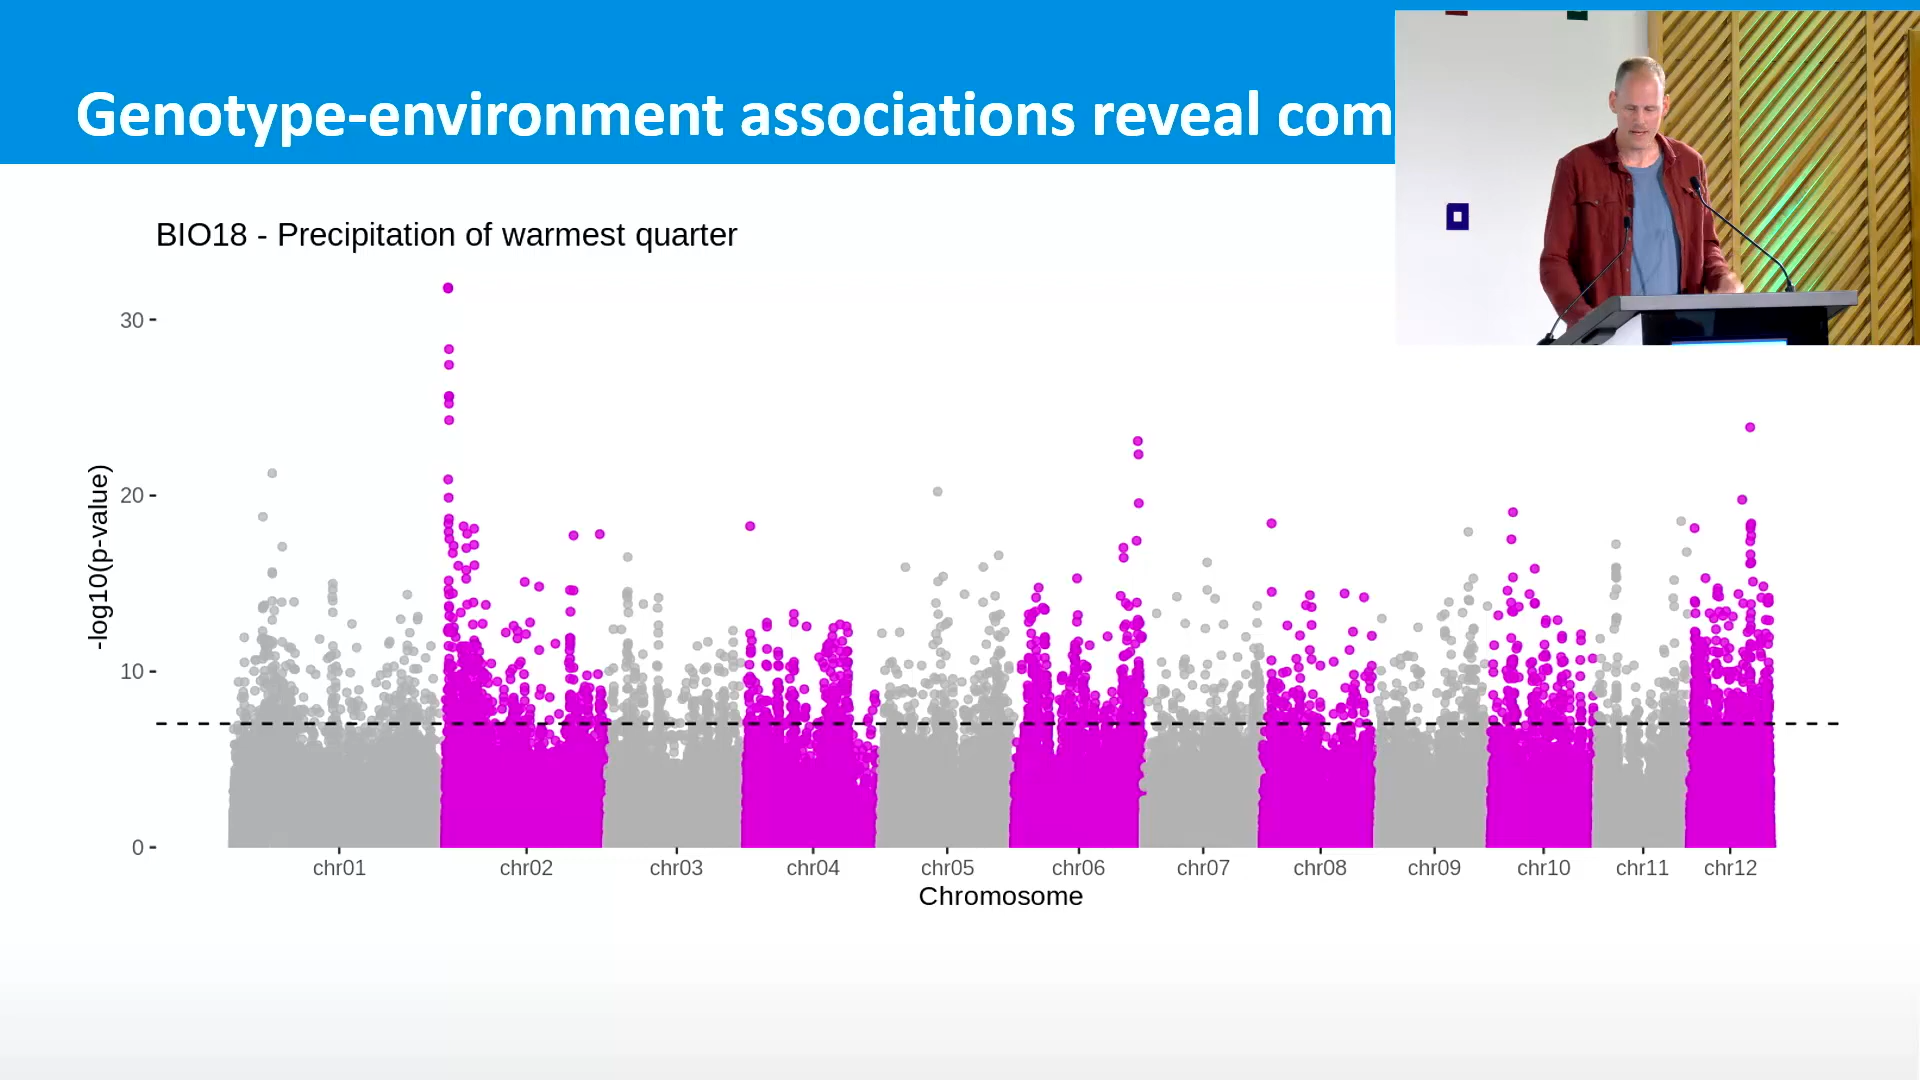 Genotype-environment associations reveal com
BIO18 - Precipitation of warmest quarter
30
20
10
0
-log10(p-value)
chr01 chr02 chr03 chr04 chr05 chr06 chr07 chr08 chr09 chr10 chr11 chr12
Chromosome